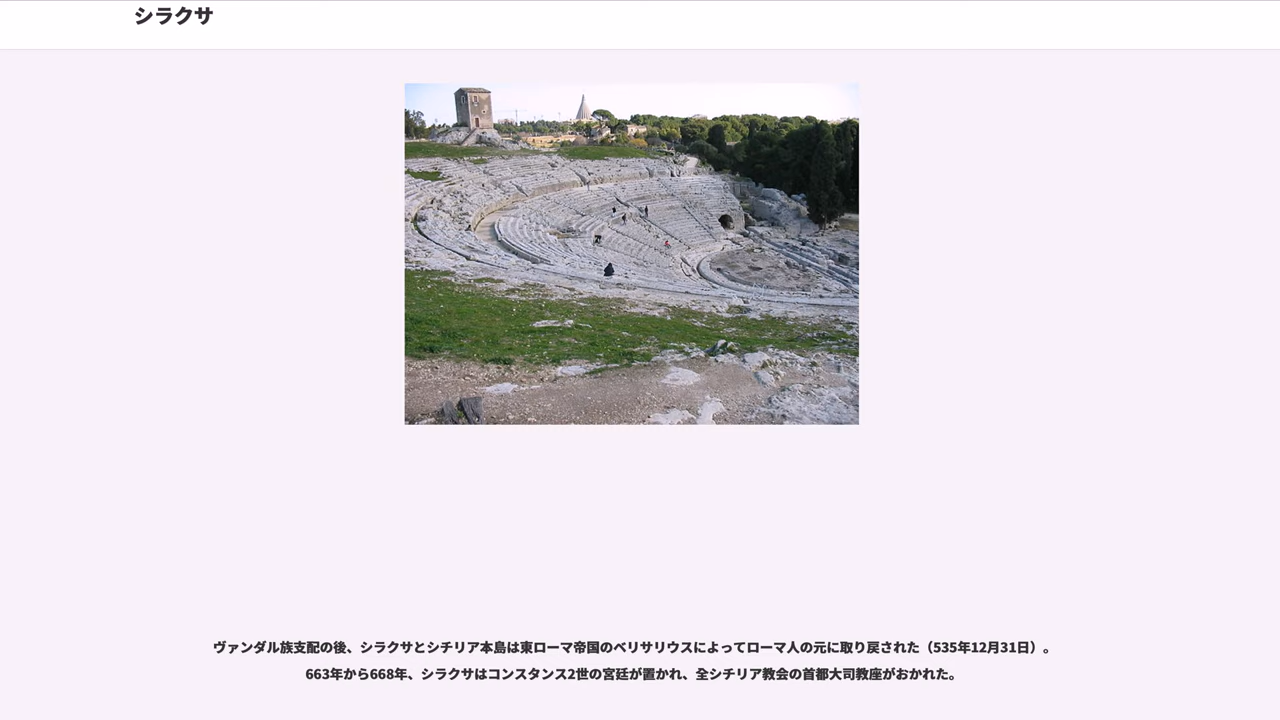 シラクサ
ヴァンダル族支配の後、シラクサとシチリア本島は東ローマ帝国のベリサリウスによってローマ人の元に取り戻された（535年12月31日）。
663年から668年、シラクサはコンスタンス2世の宮廷が置かれ、全シチリア教会の首都大司教座がおかれた。